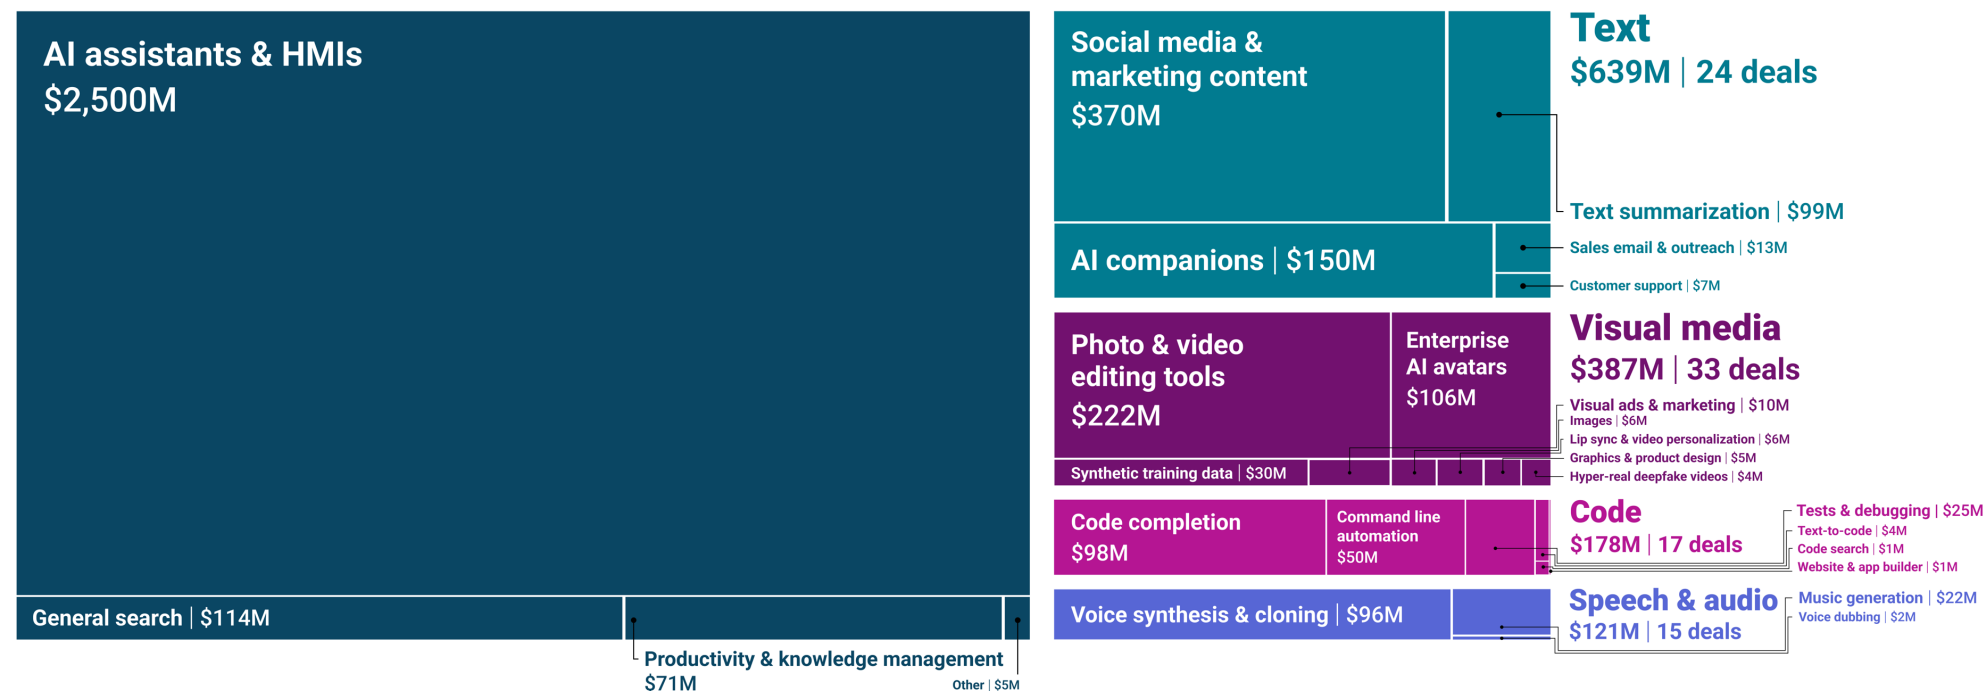 AI assistants & HMIs
$2,500M
General search | $114M
Productivity & knowledge management
$71M
Other | $5M
Social media &
marketing content
$370M
AI companions | $150M
Text
$639M | 24 deals
Text summarization | $99M
Sales email & outreach | $13M
Customer support | $7M
Photo & video
editing tools
$222M
Enterprise
AI avatars
$106M
Synthetic training data | $30M
Visual media
$387M | 33 deals
Visual ads & marketing | $10M
Images | $6M
Lip sync & video personalization | $6M
Graphics & product design | $5M
Hyper-real deepfake videos | $4M
Code completion
$98M
Command line
automation
$50M
Code
$178M | 17 deals
Tests & debugging | $25M
Text-to-code | $4M
Code search | $1M
Website & app builder | $1M
Voice synthesis & cloning | $96M
Speech & audio
$121M | 15 deals
Music generation | $22M
Voice dubbing | $2M